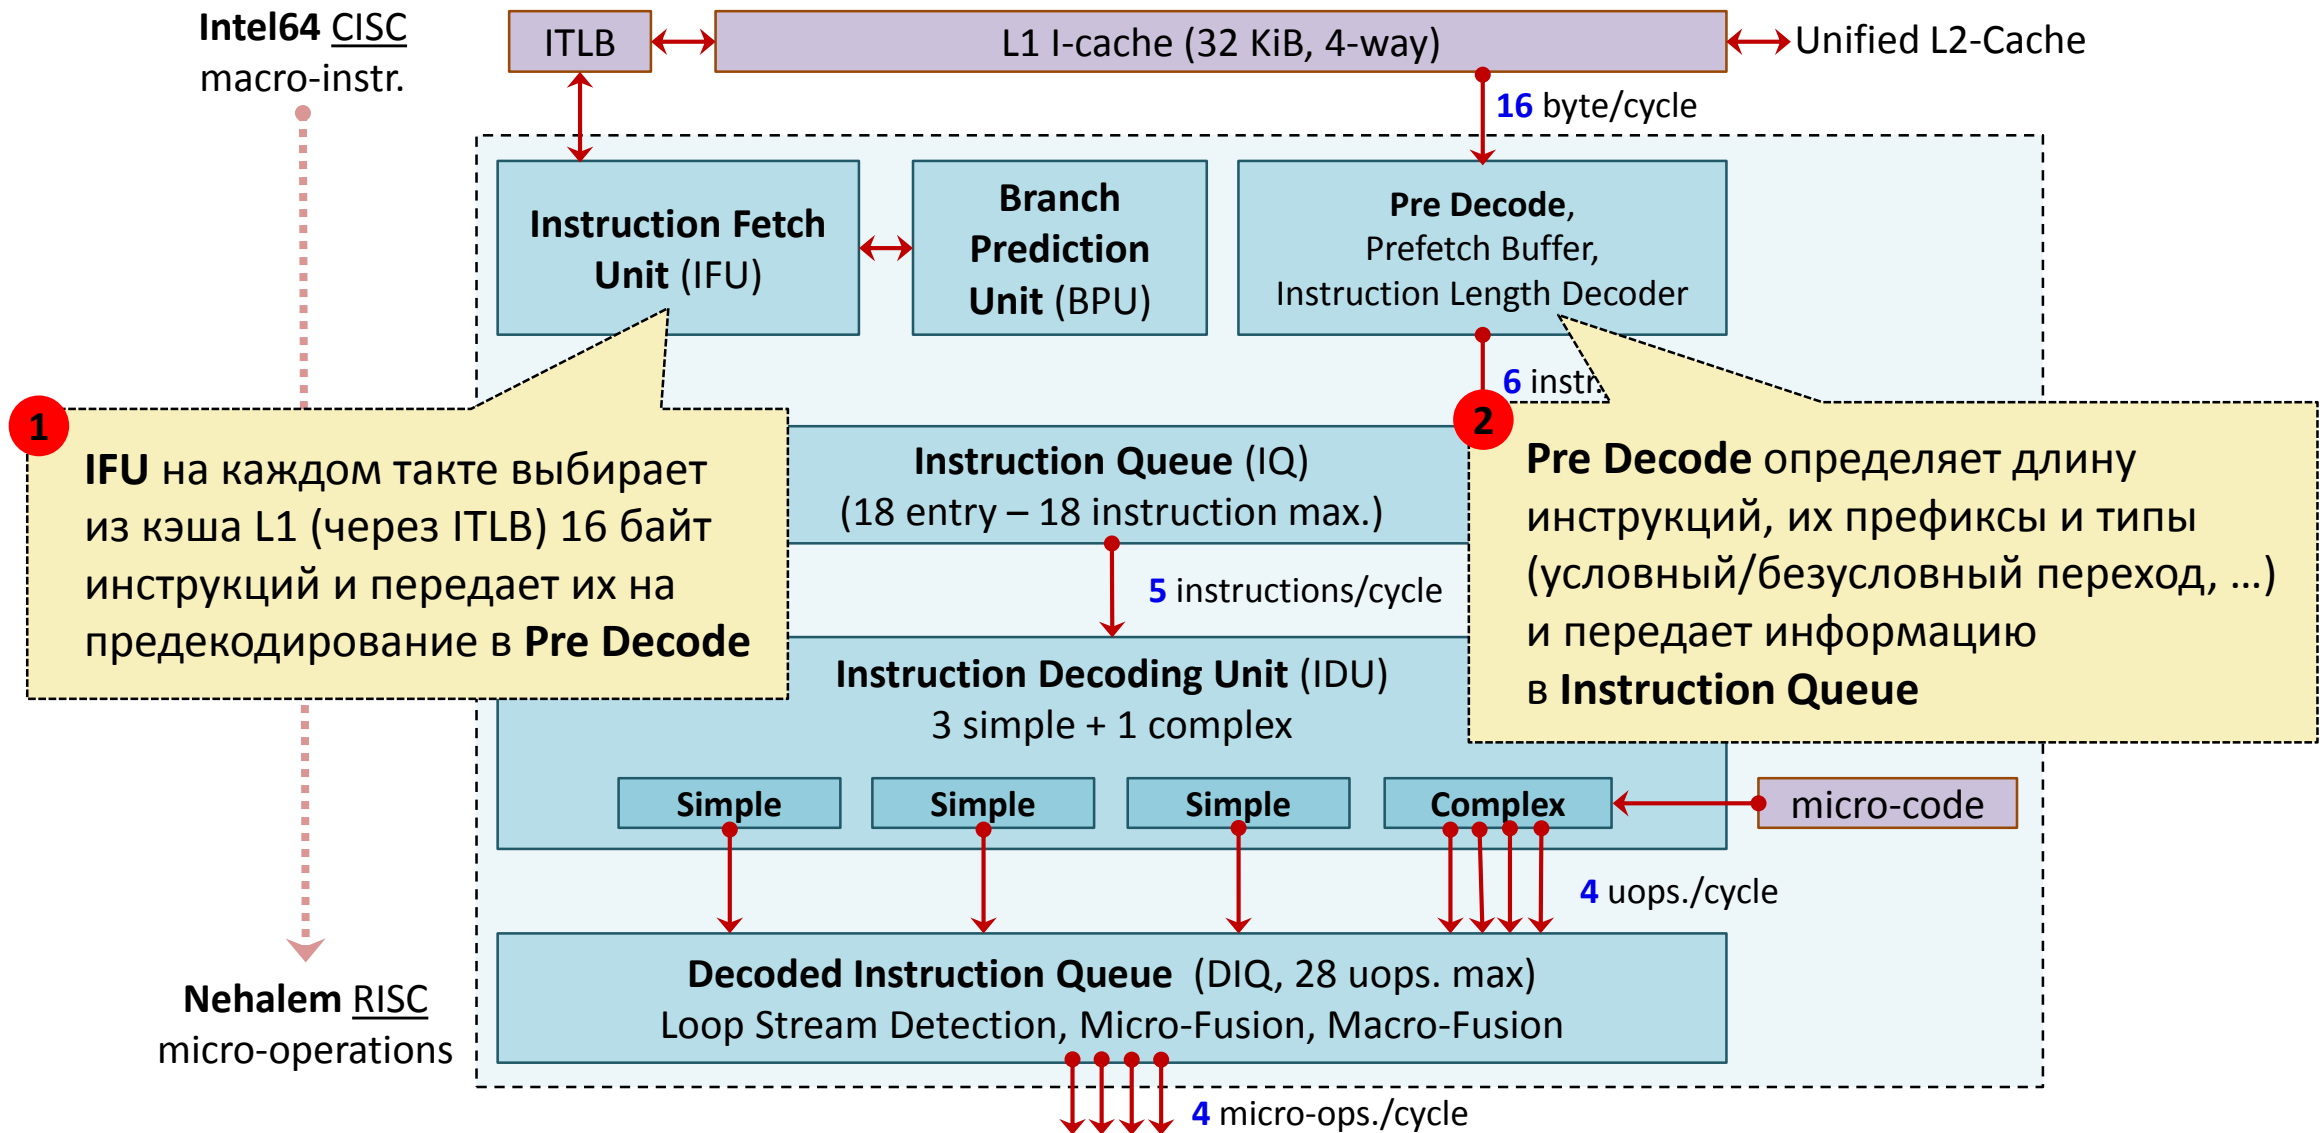 Intel64 CISC
macro-instr.
ITLB
L1 I-cache (32 KiB, 4-way)
Unified L2-Cache
16 byte/cycle
Instruction Fetch
Unit (IFU)
Branch
Prediction
Unit (BPU)
Pre Decode,
Prefetch Buffer,
Instruction Length Decoder
6 instr.
1
IFU на каждом такте выбирает
из кэша L1 (через ITLB) 16 байт
инструкций и передает их на
предекодирование в Pre Decode
2
Pre Decode определяет длину
инструкций, их префиксы и типы
(условный/безусловный переход, ...)
и передает информацию
в Instruction Queue
Instruction Queue (IQ)
(18 entry – 18 instruction max.)
5 instructions/cycle
Instruction Decoding Unit (IDU)
3 simple + 1 complex
Simple
Simple
Simple
Complex
micro-code
4 uops./cycle
Decoded Instruction Queue (DIQ, 28 uops. max)
Loop Stream Detection, Micro-Fusion, Macro-Fusion
Nehalem RISC
micro-operations
4 micro-ops./cycle